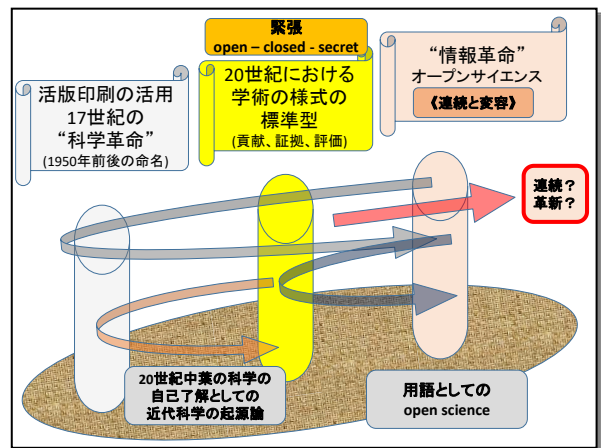 緊張
open – closed - secret
活版印刷の活用
17世紀の
“科学革命”
(1950年前後の命名)
20世紀における
学術の様式の
標準型
(貢献、証拠、評価)
“情報革命”
オープンサイエンス
《連続と変容》
連続？
革新？
20世紀中葉の科学の
自己了解としての
近代科学の起源論
用語としての
open science